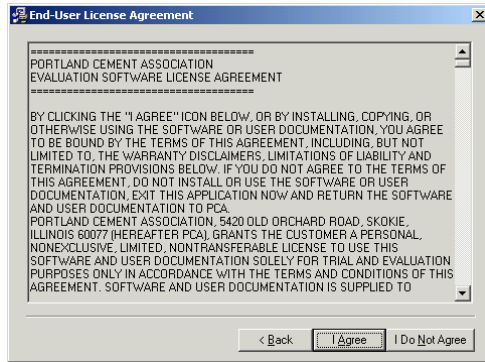 End-User License Agreement
=====================================
PORTLAND CEMENT ASSOCIATION
EVALUATION SOFTWARE LICENSE AGREEMENT
=====================================
BY CLICKING THE "I AGREE" ICON BELOW, OR BY INSTALLING, COPYING, OR
OTHERWISE USING THE SOFTWARE OR USER DOCUMENTATION, YOU AGREE
TO BE BOUND BY THE TERMS OF THIS AGREEMENT, INCLUDING, BUT NOT
LIMITED TO, THE WARRANTY DISCLAIMERS, LIMITATIONS OF LIABILITY AND
TERMINATION PROVISIONS BELOW. IF YOU DO NOT AGREE TO THE TERMS OF
THIS AGREEMENT, DO NOT INSTALL OR USE THE SOFTWARE OR USER
DOCUMENTATION, EXIT THIS APPLICATION NOW AND RETURN THE SOFTWARE
AND USER DOCUMENTATION TO PCA.
PORTLAND CEMENT ASSOCIATION, 5420 OLD ORCHARD ROAD, SKOKIE,
ILLINOIS 60077 (HEREAFTER PCA), GRANTS THE CUSTOMER A PERSONAL,
NONEXCLUSIVE, LIMITED, NONTRANSFERABLE LICENSE TO USE THIS
SOFTWARE AND USER DOCUMENTATION SOLELY FOR TRIAL AND EVALUATION
PURPOSES ONLY IN ACCORDANCE WITH THE TERMS AND CONDITIONS OF THIS
AGREEMENT. SOFTWARE AND USER DOCUMENTATION IS SUPPLIED TO
< Back
I Agree
I Do Not Agree